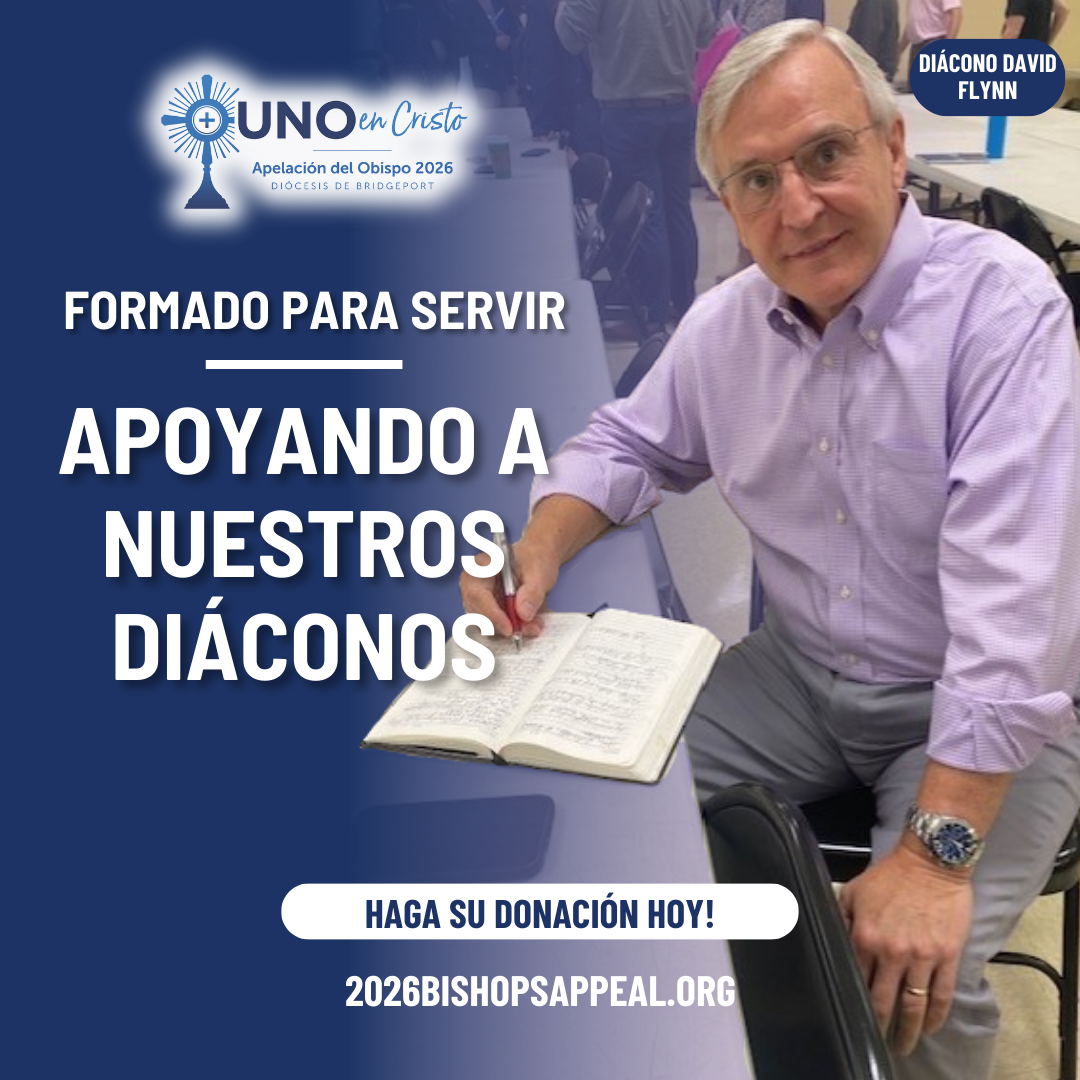 UNO en Cristo
Apelación del Obispo 2026
DIÓCESIS DE BRIDGEPORT
DIÁCONO DAVID
FLYNN
FORMADO PARA SERVIR
APOYANDO A
NUESTROS
DIÁCONOS
HAGA SU DONACIÓN HOY!
2026BISHOPSAPPEAL.ORG